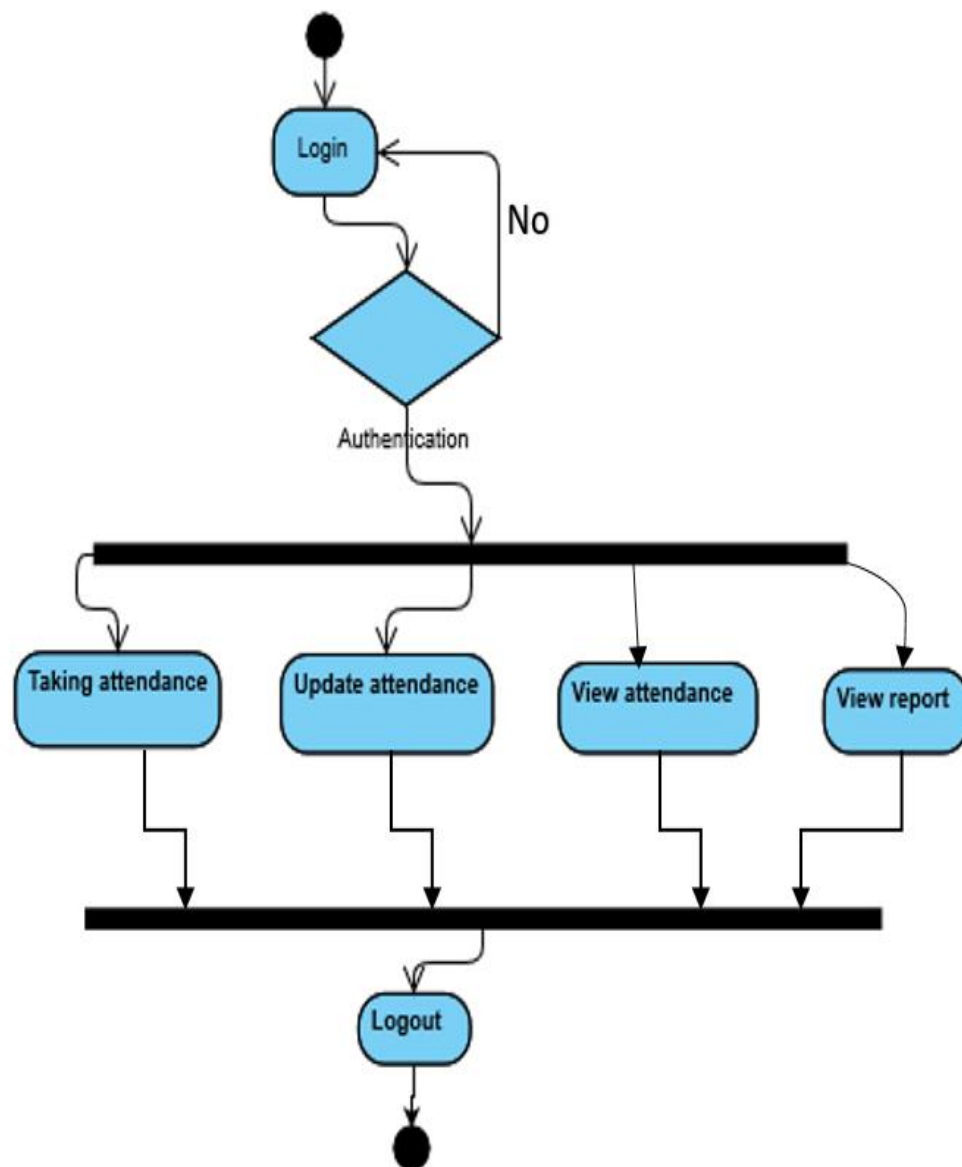 Login
No
Authentication
Taking attendance
Update attendance
View attendance
View report
Logout